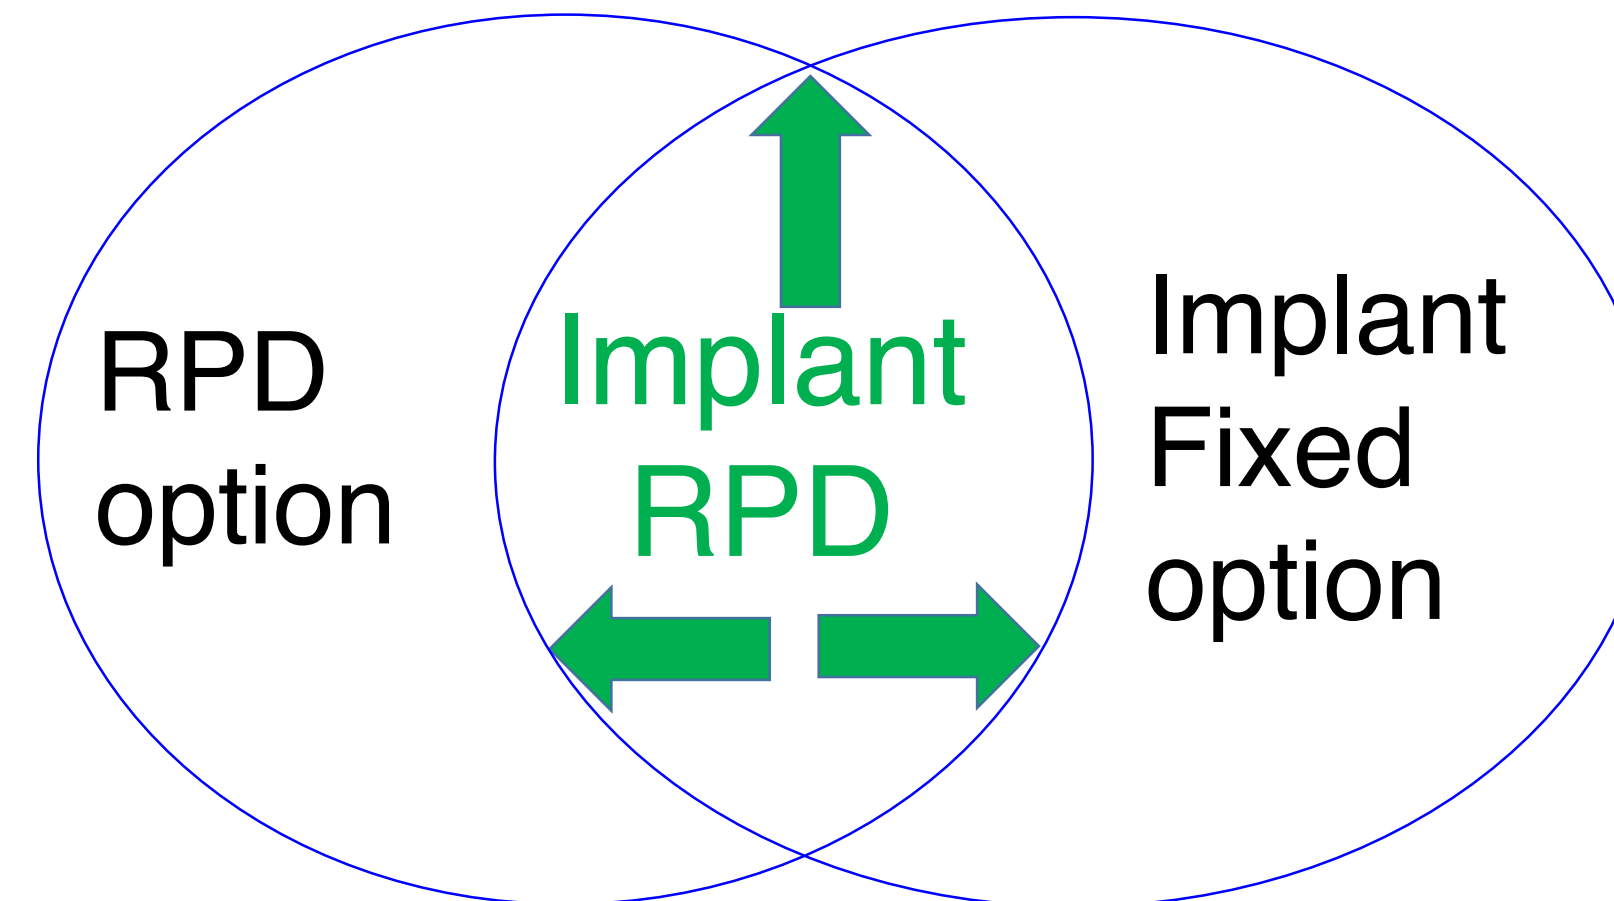 RPD
option
Implant
RPD
Implant
Fixed
option